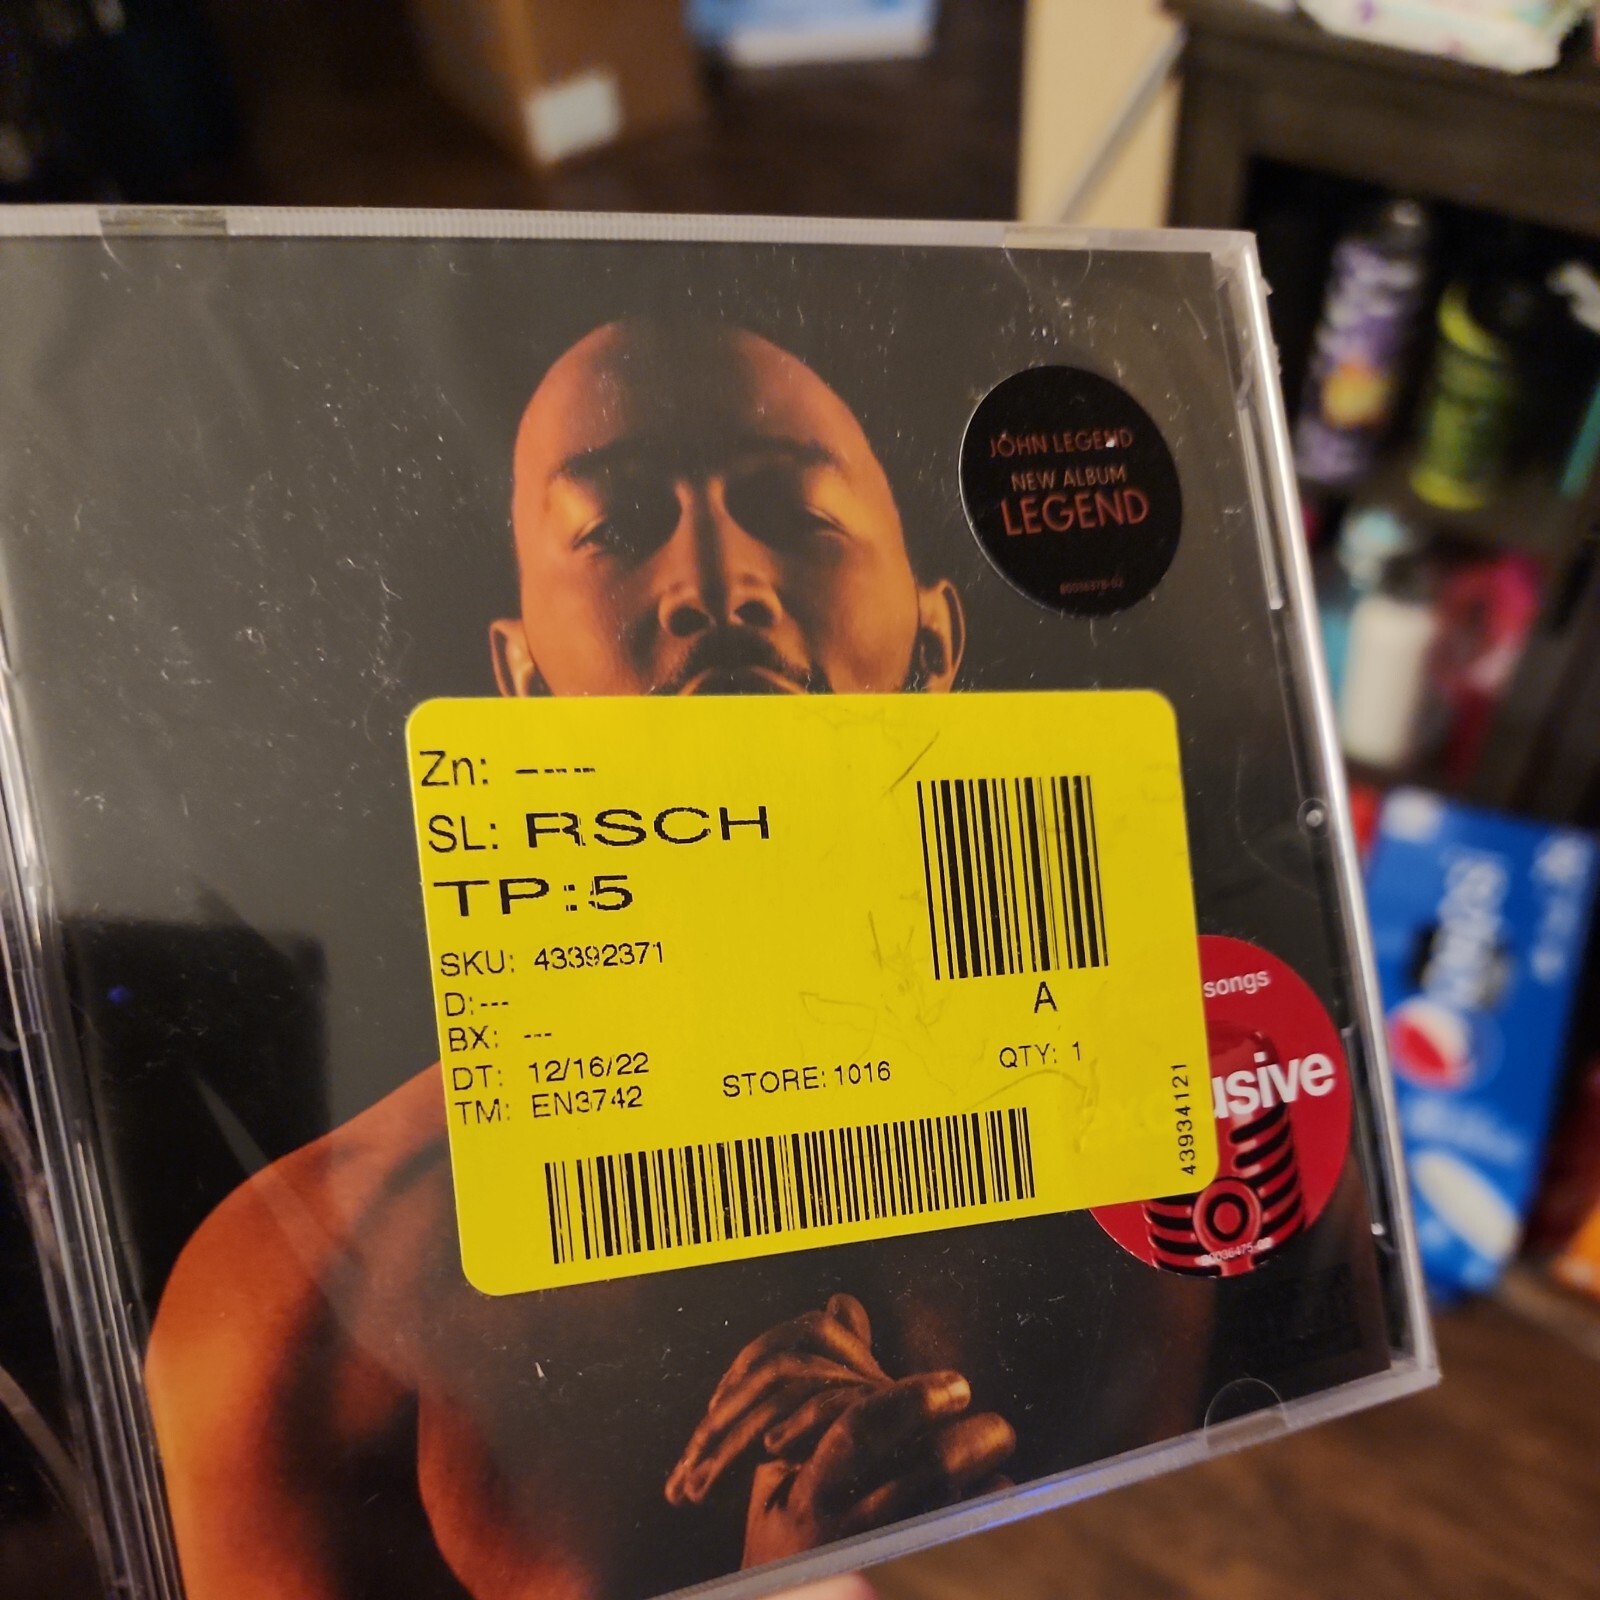 JOHN LEGEND
NEW ALBUM
LEGEND
Zn: ----
SL: RSCH
TP:5
SKU: 43392371
D:---
BX: ---
DT: 12/16/22
TM: EN3742
STORE: 1016
QTY: 1
A
43934121
songs
usive
pepsi